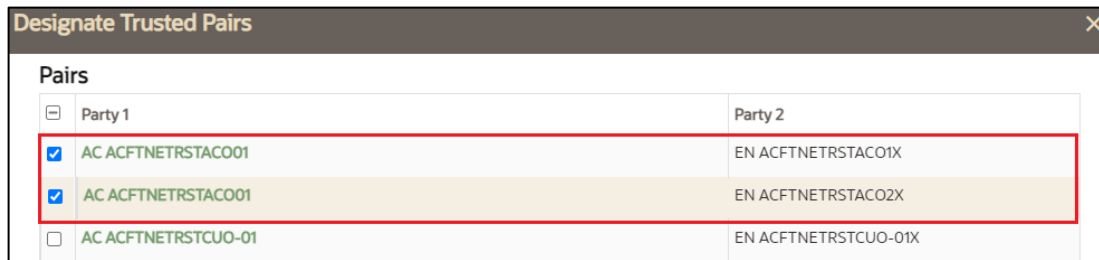 Designate Trusted Pairs
Pairs
Party 1 Party 2
AC ACFTNETRSTACO01 EN ACFTNETRSTACO1X
AC ACFTNETRSTACO01 EN ACFTNETRSTACO2X
AC ACFTNETRSTCUO-01 EN ACFTNETRSTCUO-01X